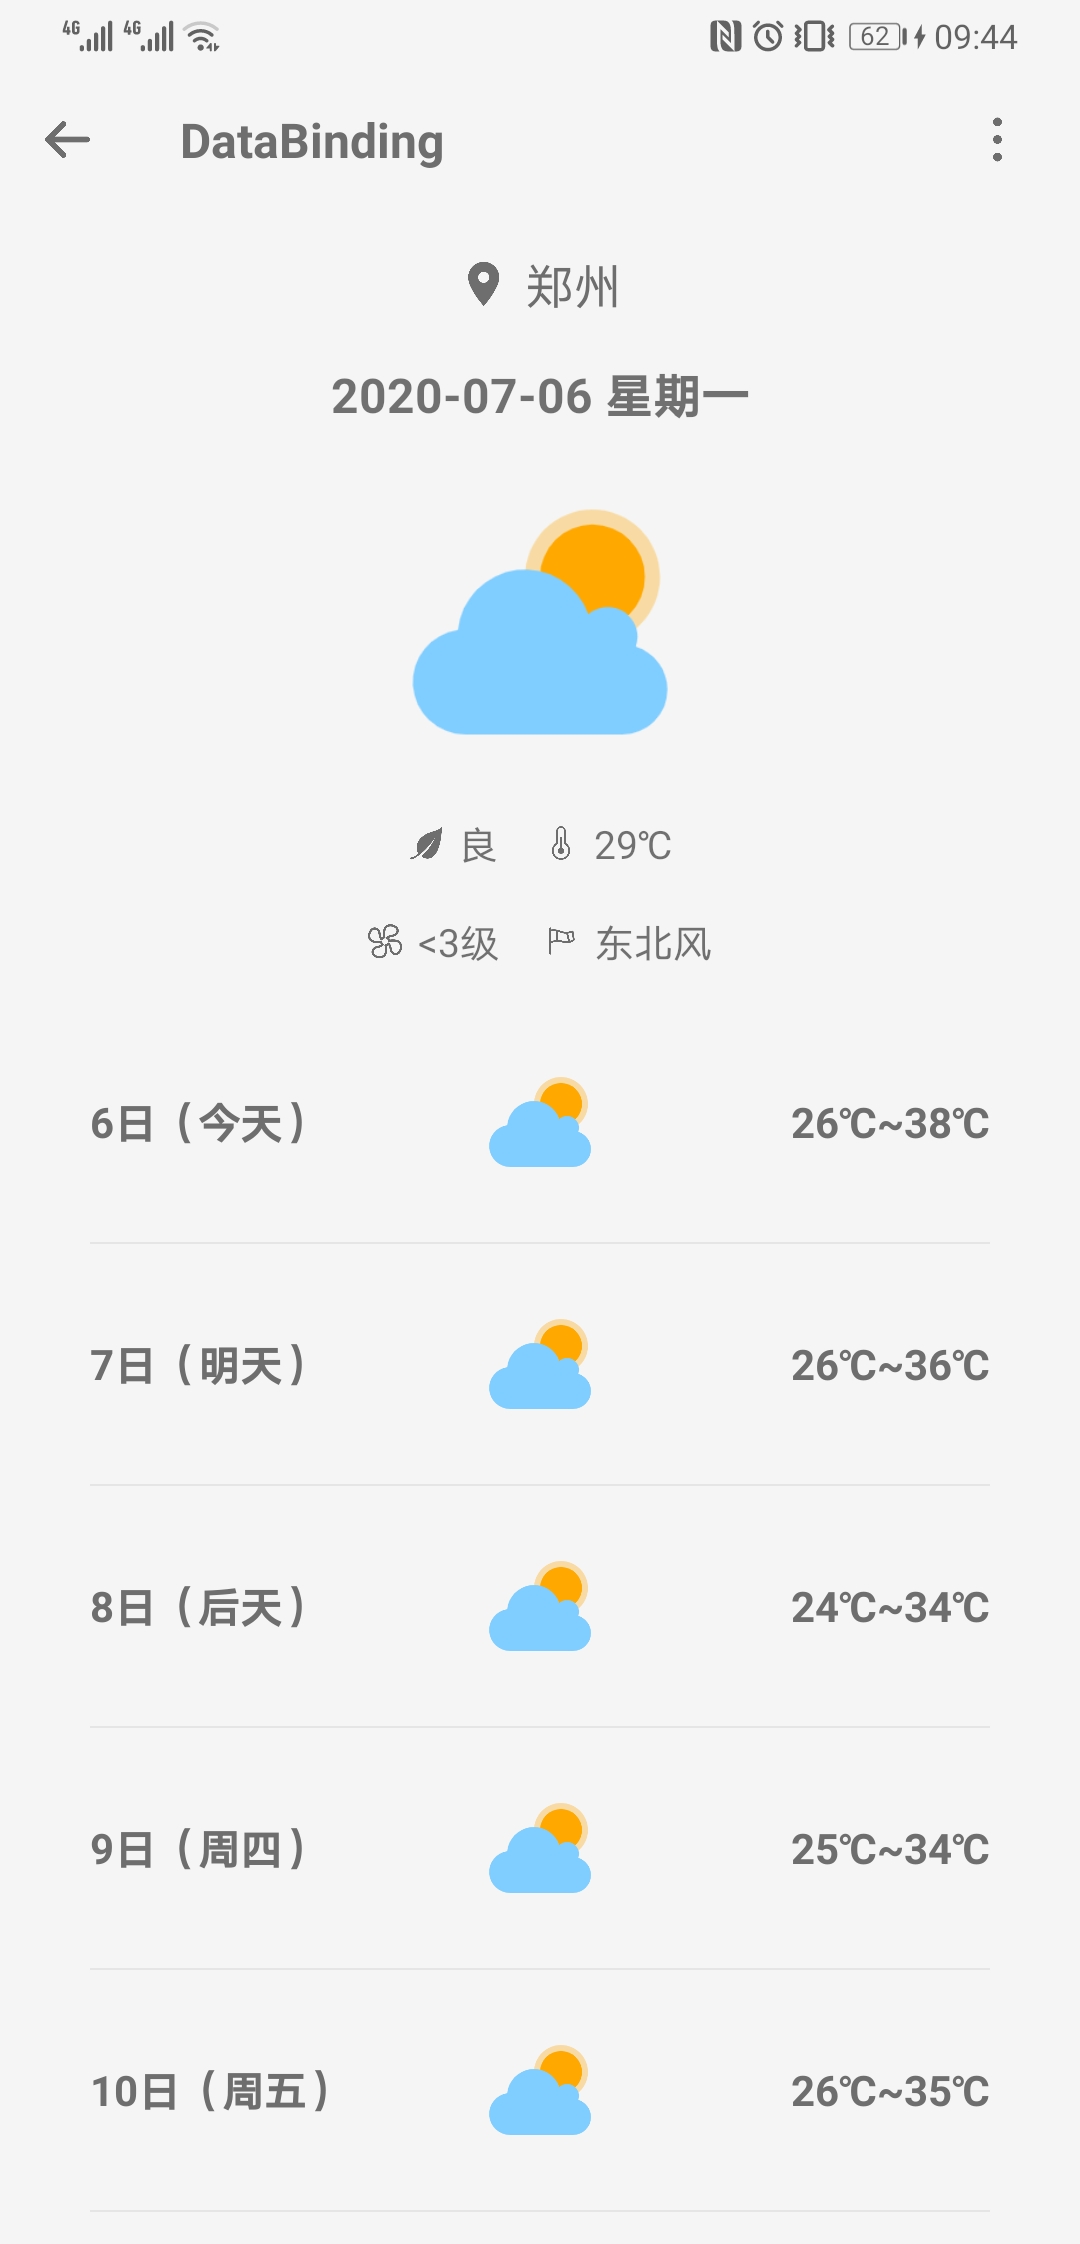 4G 4G 62 09:44
DataBinding
郑州
2020-07-06 星期一
良 29℃
<3级 东北风
6日（今天） 26℃~38℃
7日（明天） 26℃~36℃
8日（后天） 24℃~34℃
9日（周四） 25℃~34℃
10日（周五） 26℃~35℃